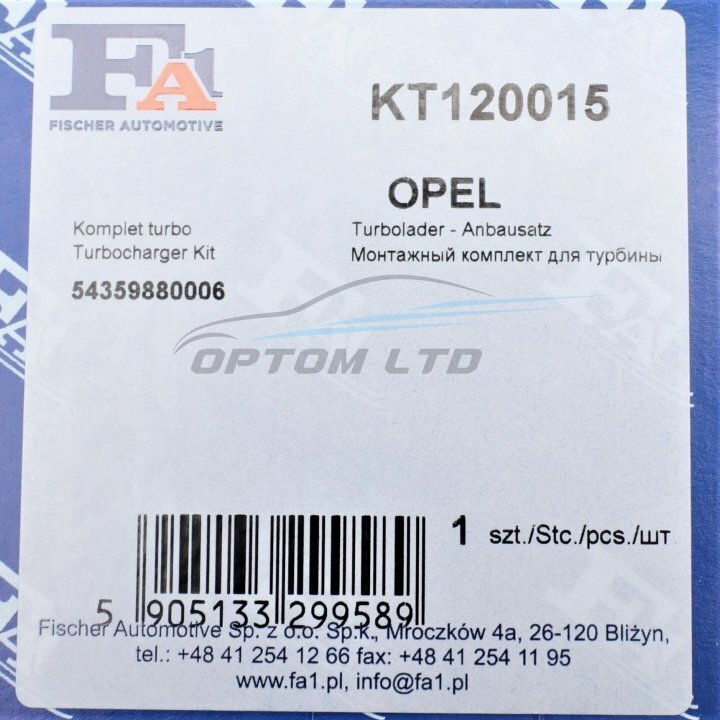 FA1
FISCHER AUTOMOTIVE
KT120015
OPEL
Komplet turbo
Turbocharger Kit
Turbolader - Anbausatz
Монтажный комплект для турбины
54359880006
OPTOM LTD
1 szt./Stc./pcs./шт
5 905133 299589
Fischer Automotive Sp. z o.o. Sp.k., Mroczków 4a, 26-120 Bliżyn,
tel.: +48 41 254 12 66 fax: +48 41 254 11 95
www.fa1.pl, info@fa1.pl